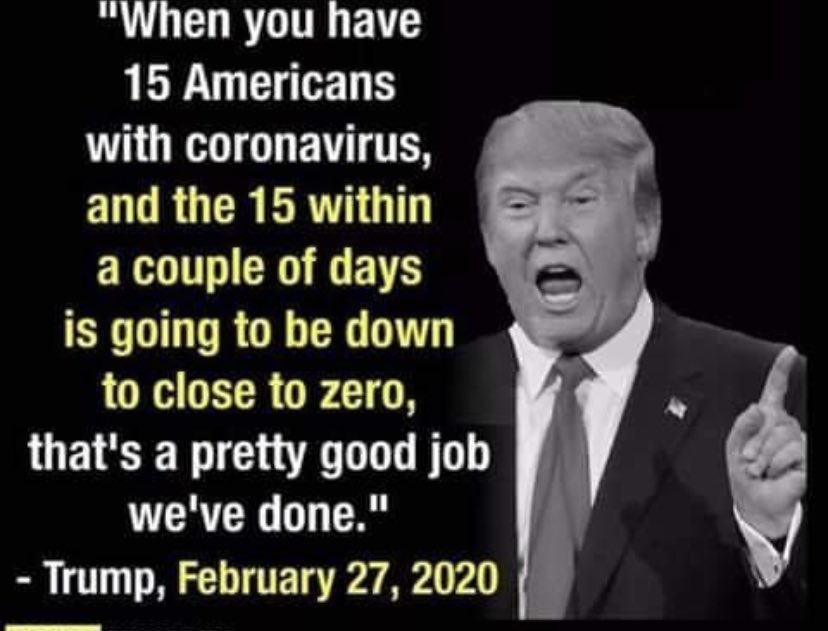 "When you have
15 Americans
with coronavirus,
and the 15 within
a couple of days
is going to be down
to close to zero,
that's a pretty good job
we've done."
- Trump, February 27, 2020